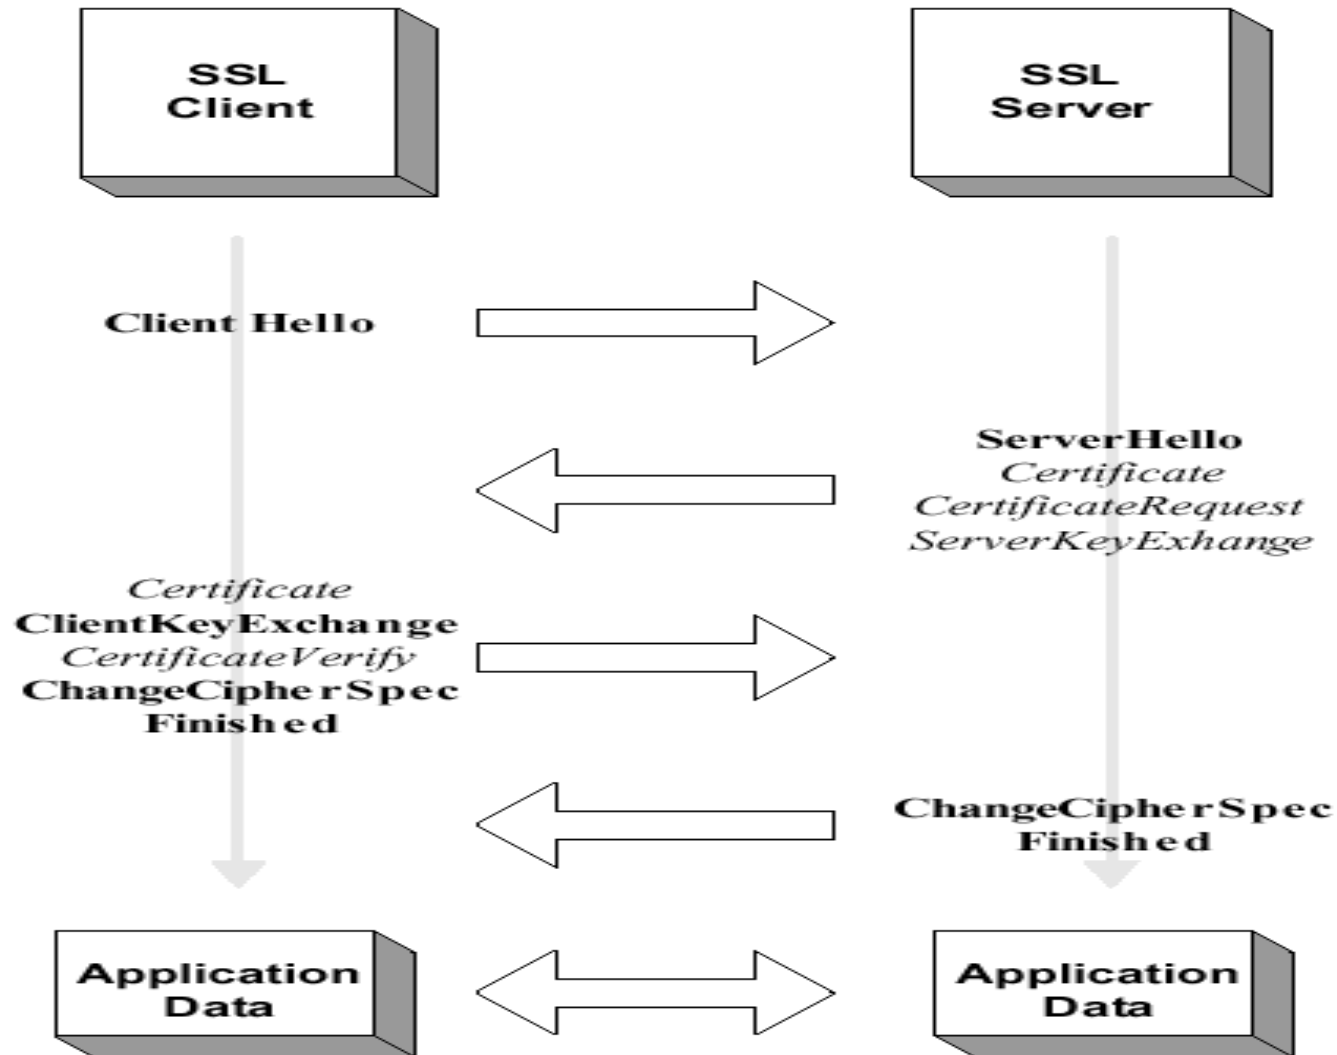 SSL
Client
SSL
Server
Client Hello
ServerHello
Certificate
CertificateRequest
ServerKeyExhange
Certificate
ClientKeyExchange
CertificateVerify
ChangeCipherSpec
Finished
ChangeCipherSpec
Finished
Application
Data
Application
Data